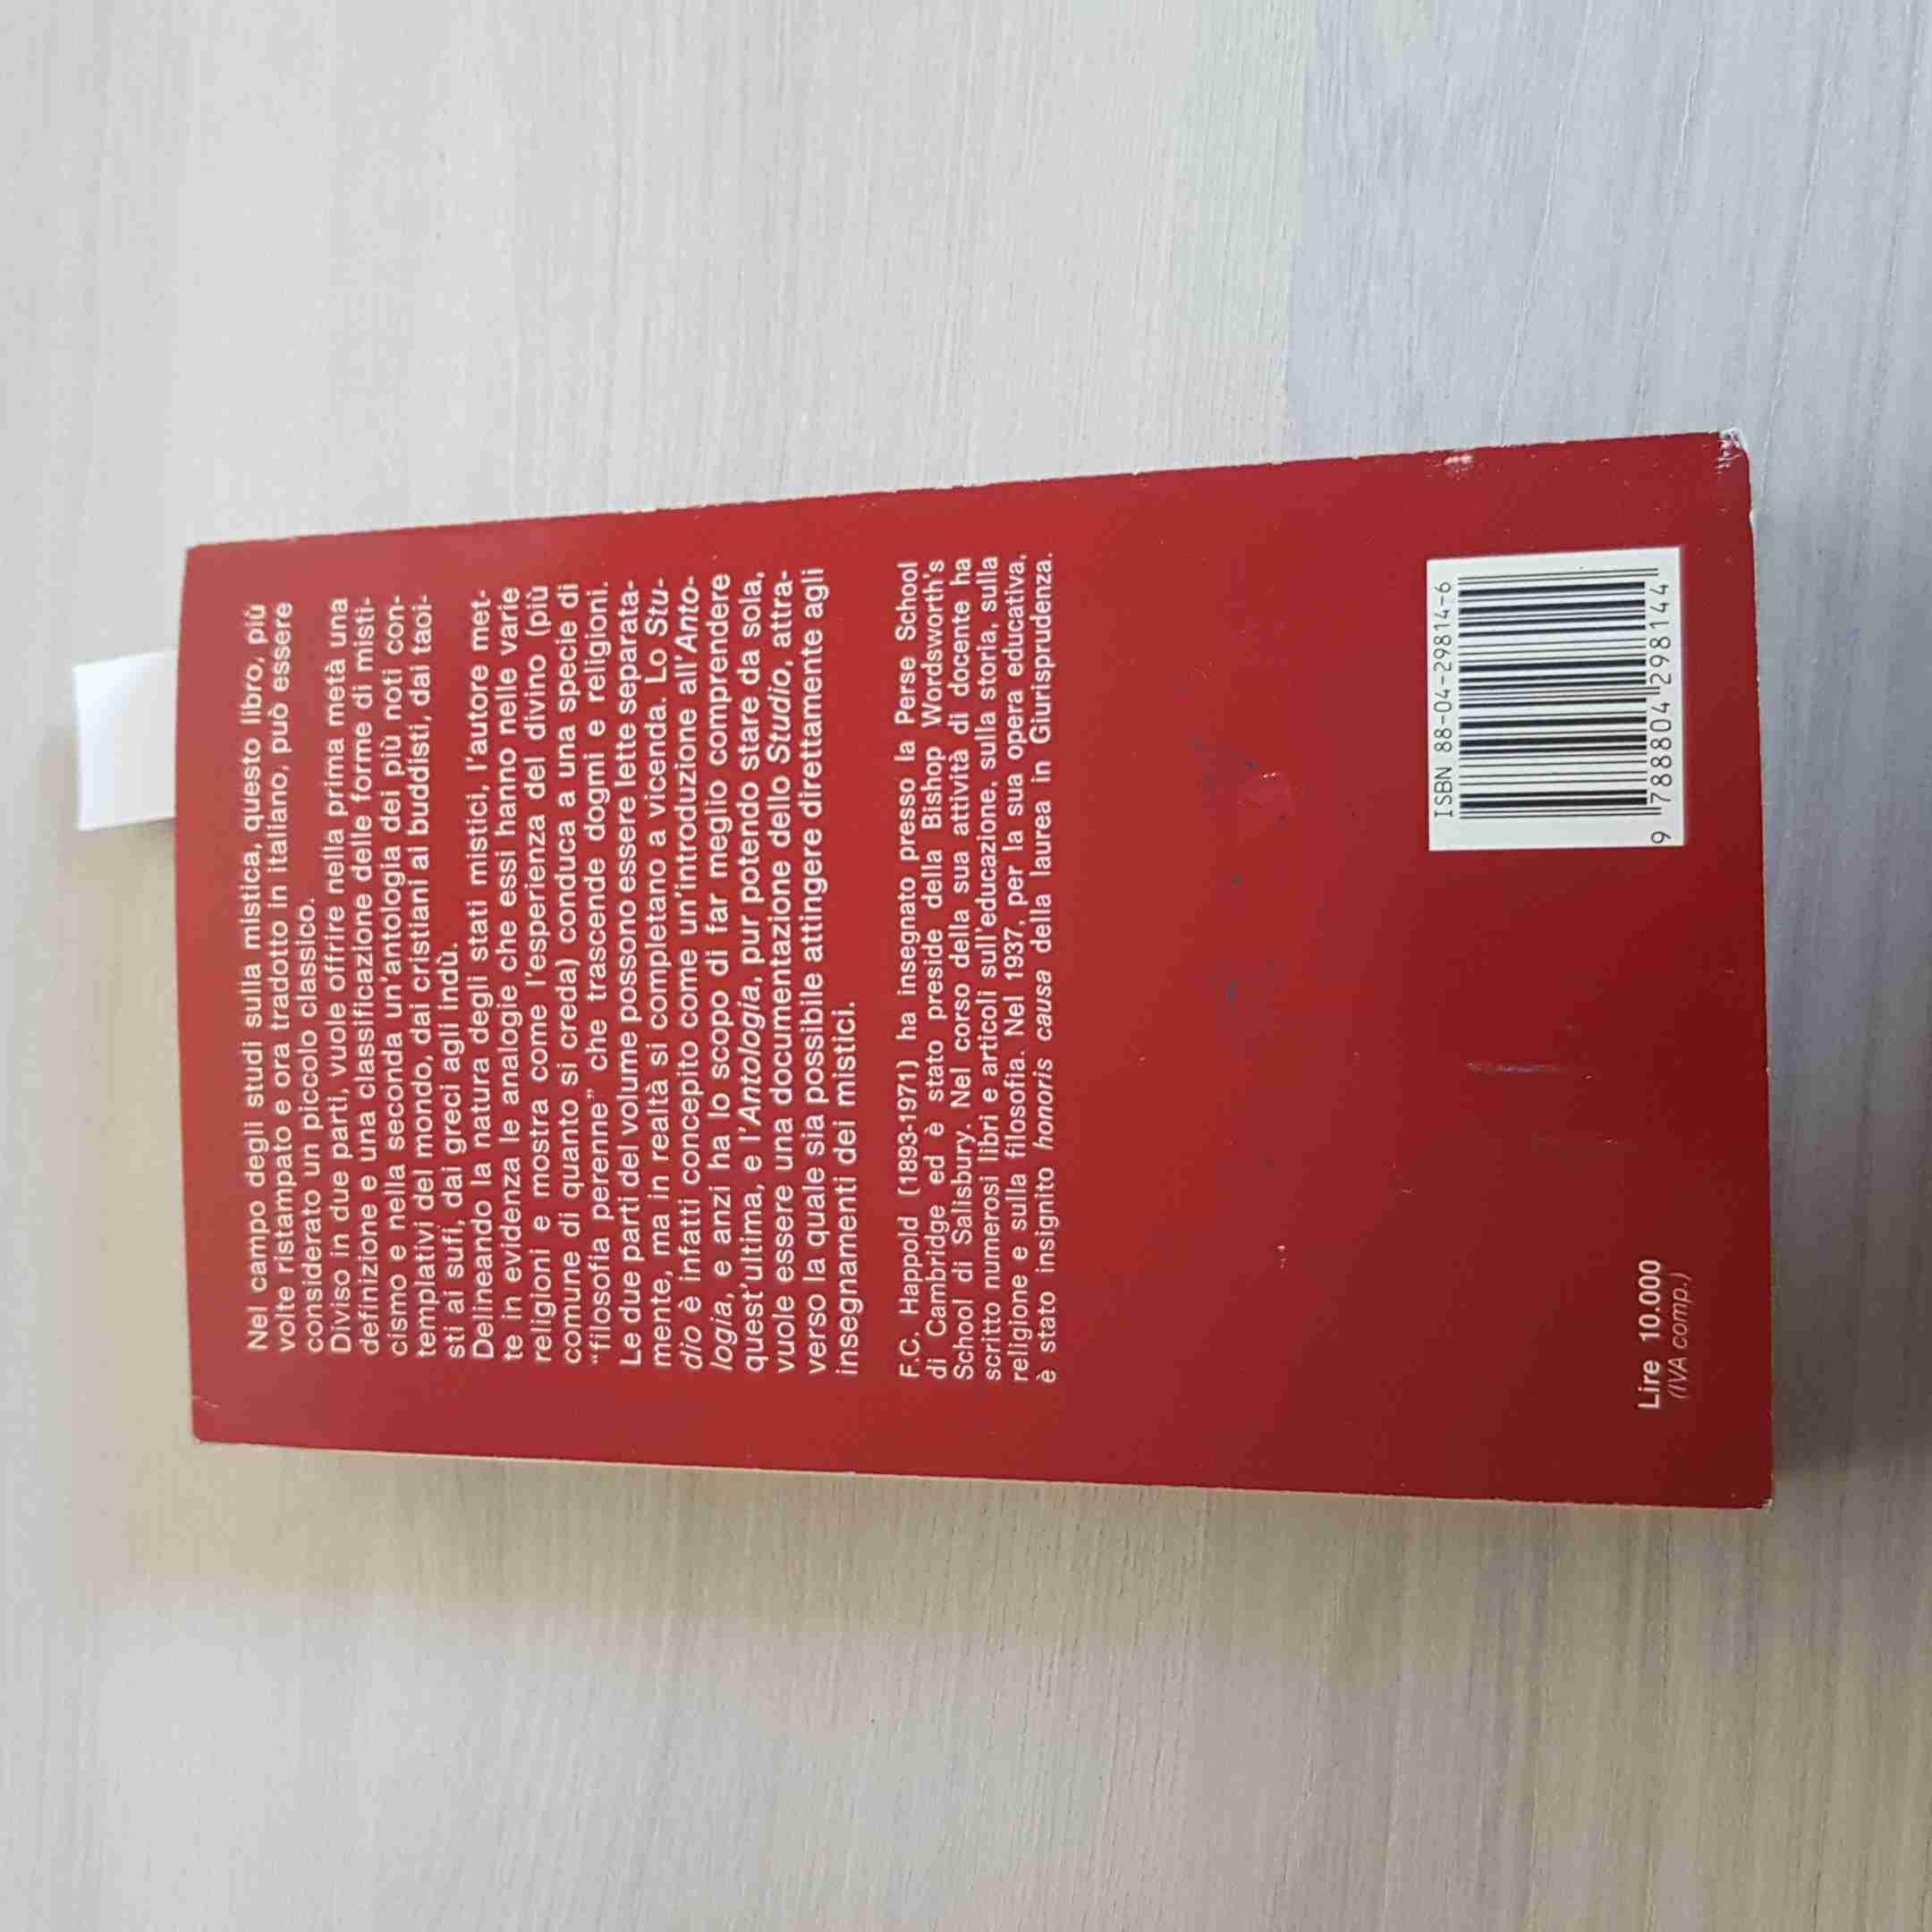 Nel campo degli studi sulla mistica, questo libro, più
volte ristampato e ora tradotto in italiano, può essere
considerato un piccolo classico.
Diviso in due parti, vuole offrire nella prima metà una
definizione e una classificazione delle forme di misti-
cismo e nella seconda un'antologia dei più noti con-
templativi del mondo, dai cristiani ai buddisti, dai taoi-
sti ai sufi, dai greci agli indù.
Delineando la natura degli stati mistici, l'autore met-
te in evidenza le analogie che essi hanno nelle varie
religioni e mostra come l'esperienza del divino (più
comune di quanto si creda) conduca a una specie di
“filosofia perenne” che trascende dogmi e religioni.
Le due parti del volume possono essere lette separata-
mente, ma in realtà si completano a vicenda. Lo Stu-
dio è infatti concepito come un'introduzione all'Anto-
logia, e anzi ha lo scopo di far meglio comprendere
quest'ultima, e l'Antologia, pur potendo stare da sola,
vuole essere una documentazione dello Studio, attra-
verso la quale sia possibile attingere direttamente agli
insegnamenti dei mistici.
F.C. Happold (1893-1971) ha insegnato presso la Perse School
di Cambridge ed è stato preside della Bishop Wordsworth's
School di Salisbury. Nel corso della sua attività di docente ha
scritto numerosi libri e articoli sull'educazione, sulla storia, sulla
religione e sulla filosofia. Nel 1937, per la sua opera educativa,
è stato insignito honoris causa della laurea in Giurisprudenza.
Lire 10.000
(IVA comp.)
ISBN 88-04-29814-6
9 788804 298144